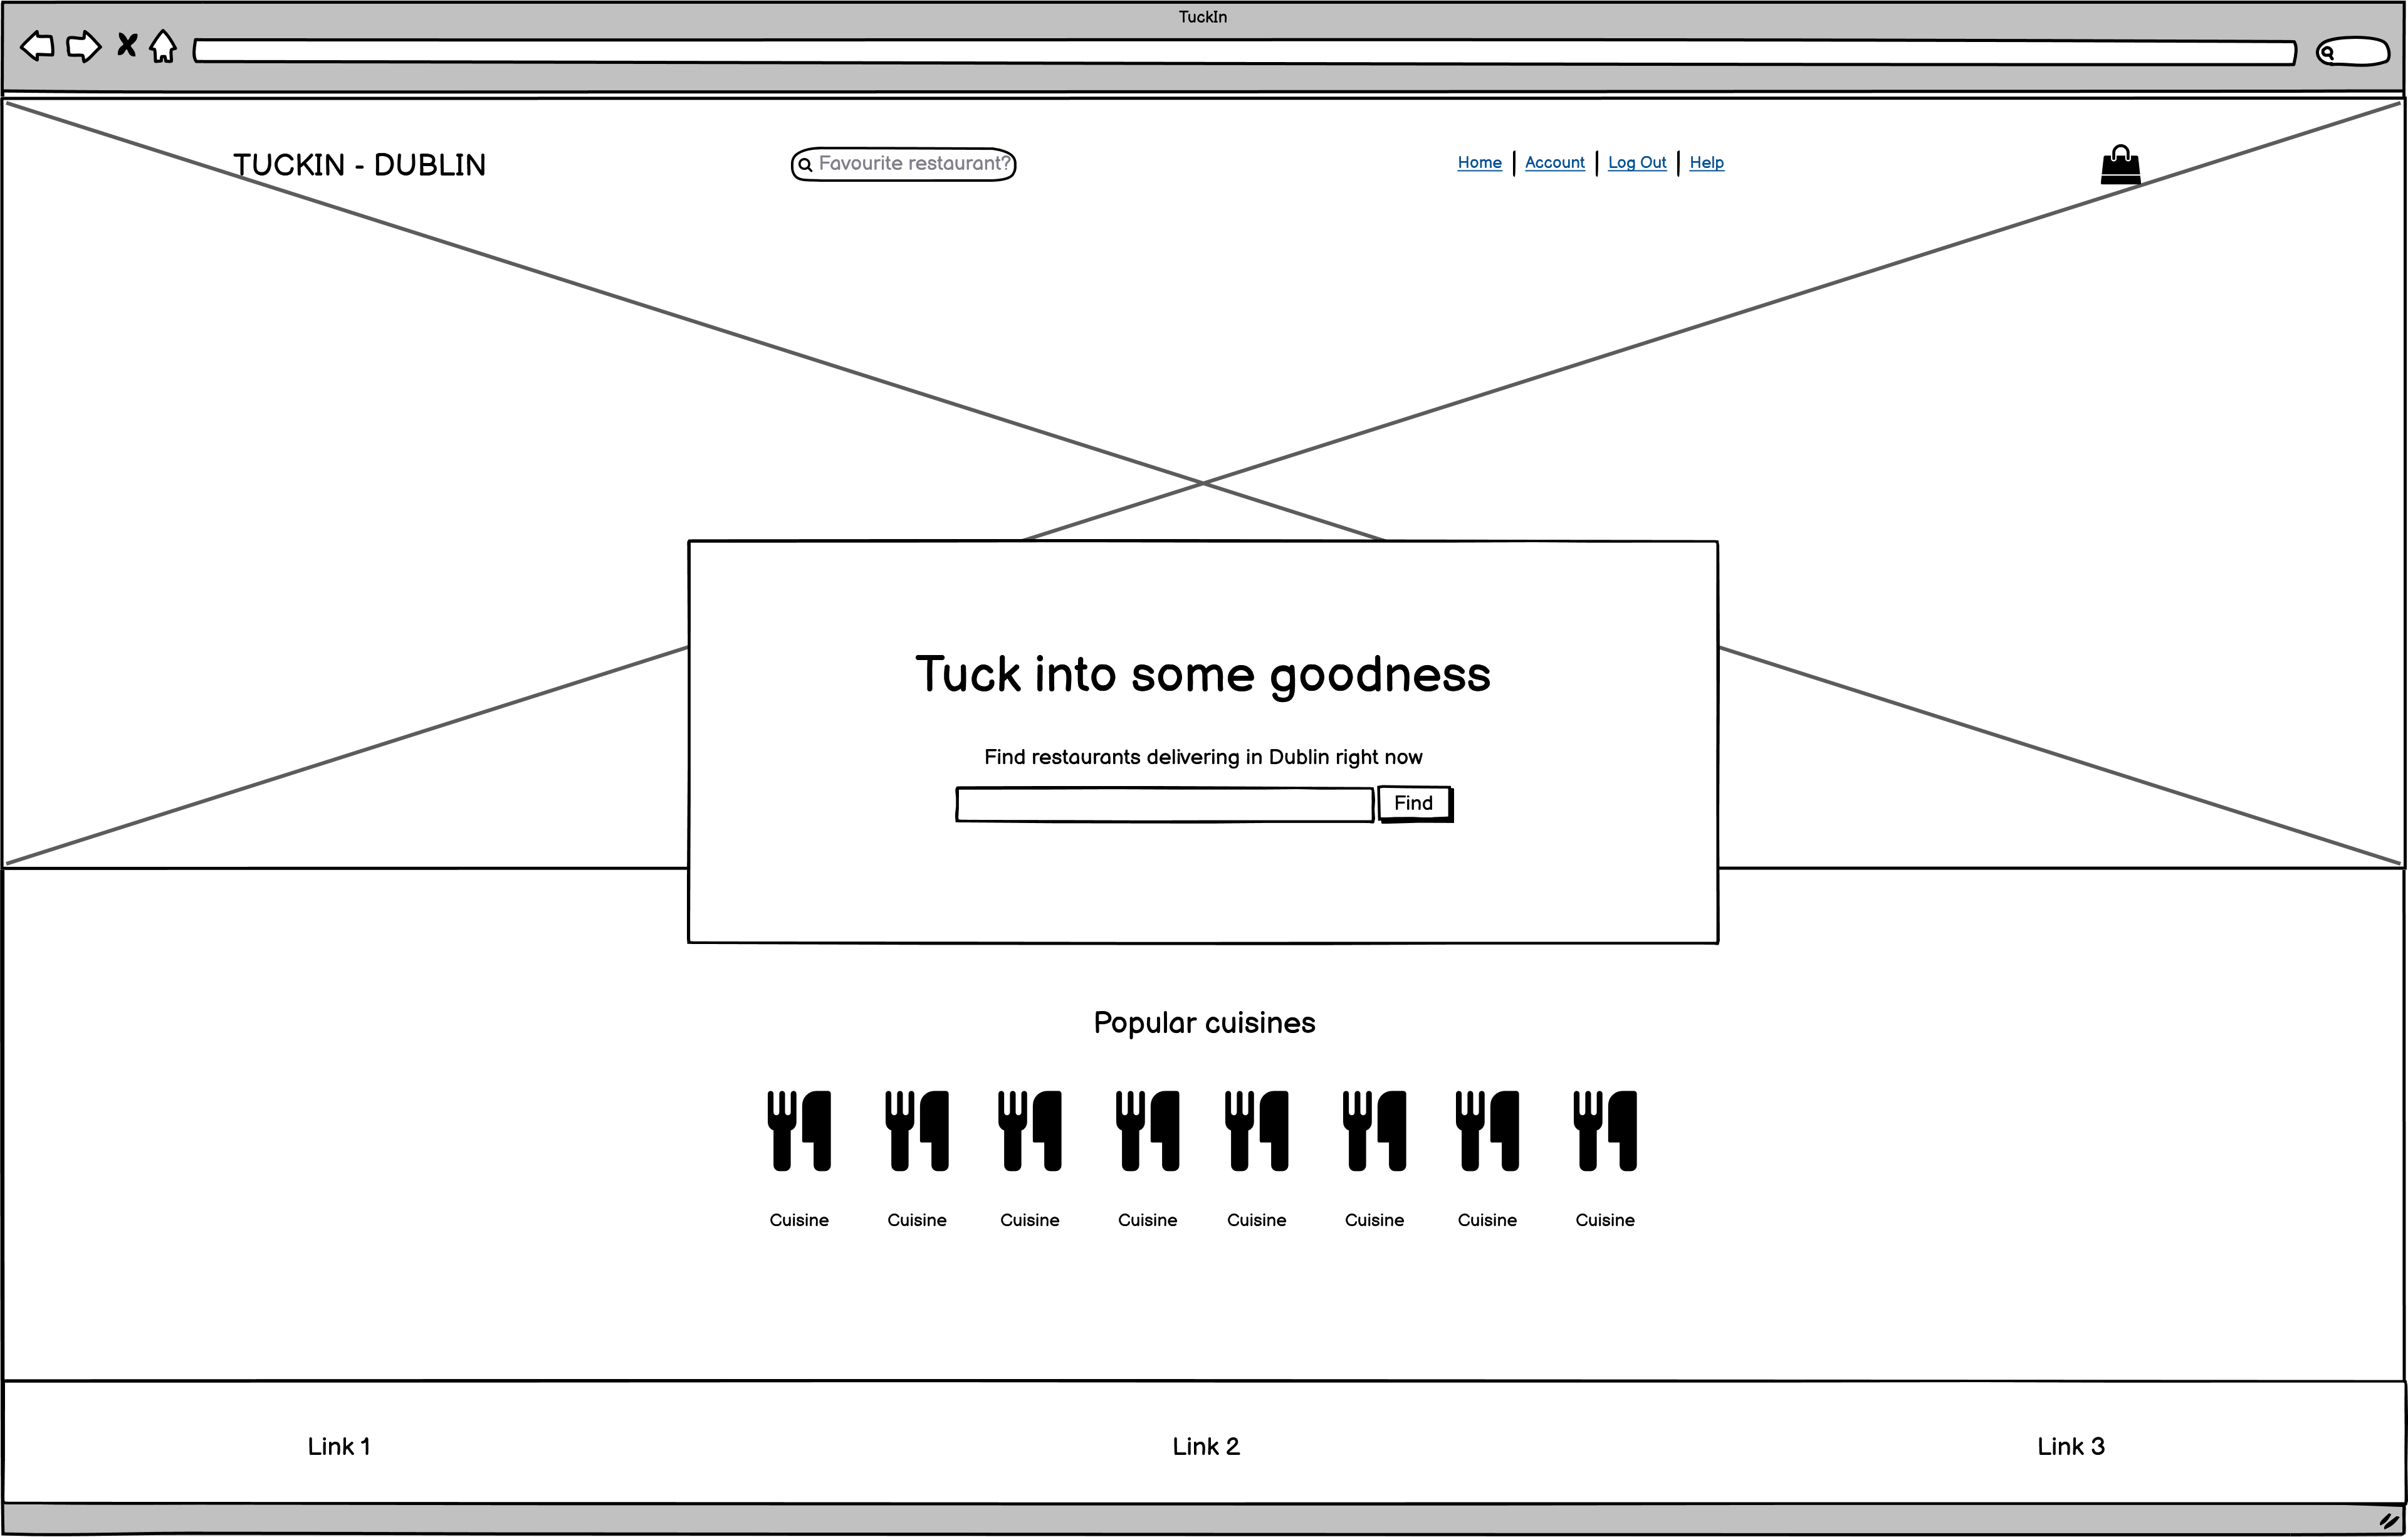 TuckIn
TUCKIN - DUBLIN
Favourite restaurant?
Home | Account | Log Out | Help
Tuck into some goodness
Find restaurants delivering in Dublin right now
Find
Popular cuisines
Cuisine Cuisine Cuisine Cuisine Cuisine Cuisine Cuisine Cuisine
Link 1 Link 2 Link 3